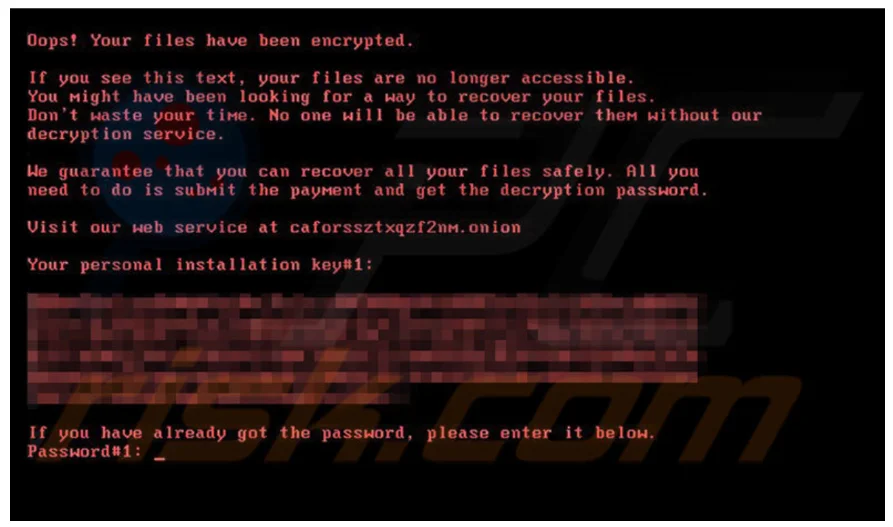 Oops! Your files have been encrypted.
If you see this text, your files are no longer accessible.
You might have been looking for a way to recover your files.
Don't waste your time. No one will be able to recover them without our
decryption service.
We guarantee that you can recover all your files safely. All you
need to do is submit the payment and get the decryption password.
Visit our web service at caforssztxqzf2nm.onion
Your personal installation key#1:
If you have already got the password, please enter it below.
Password#1: _
PC
risk.com